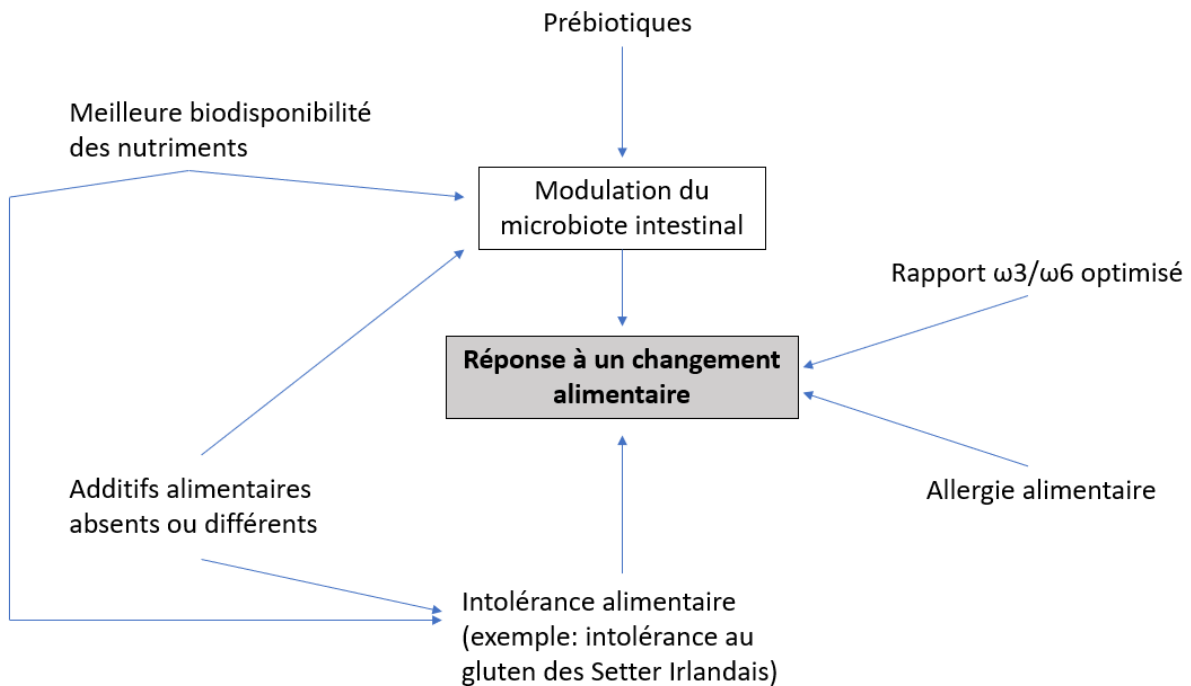 Prébiotiques
Meilleure biodisponibilité
des nutriments
Modulation du
microbiote intestinal
Rapport ω3/ω6 optimisé
Réponse à un changement
alimentaire
Additifs alimentaires
absents ou différents
Allergie alimentaire
Intolérance alimentaire
(exemple: intolérance au
gluten des Setter Irlandais)